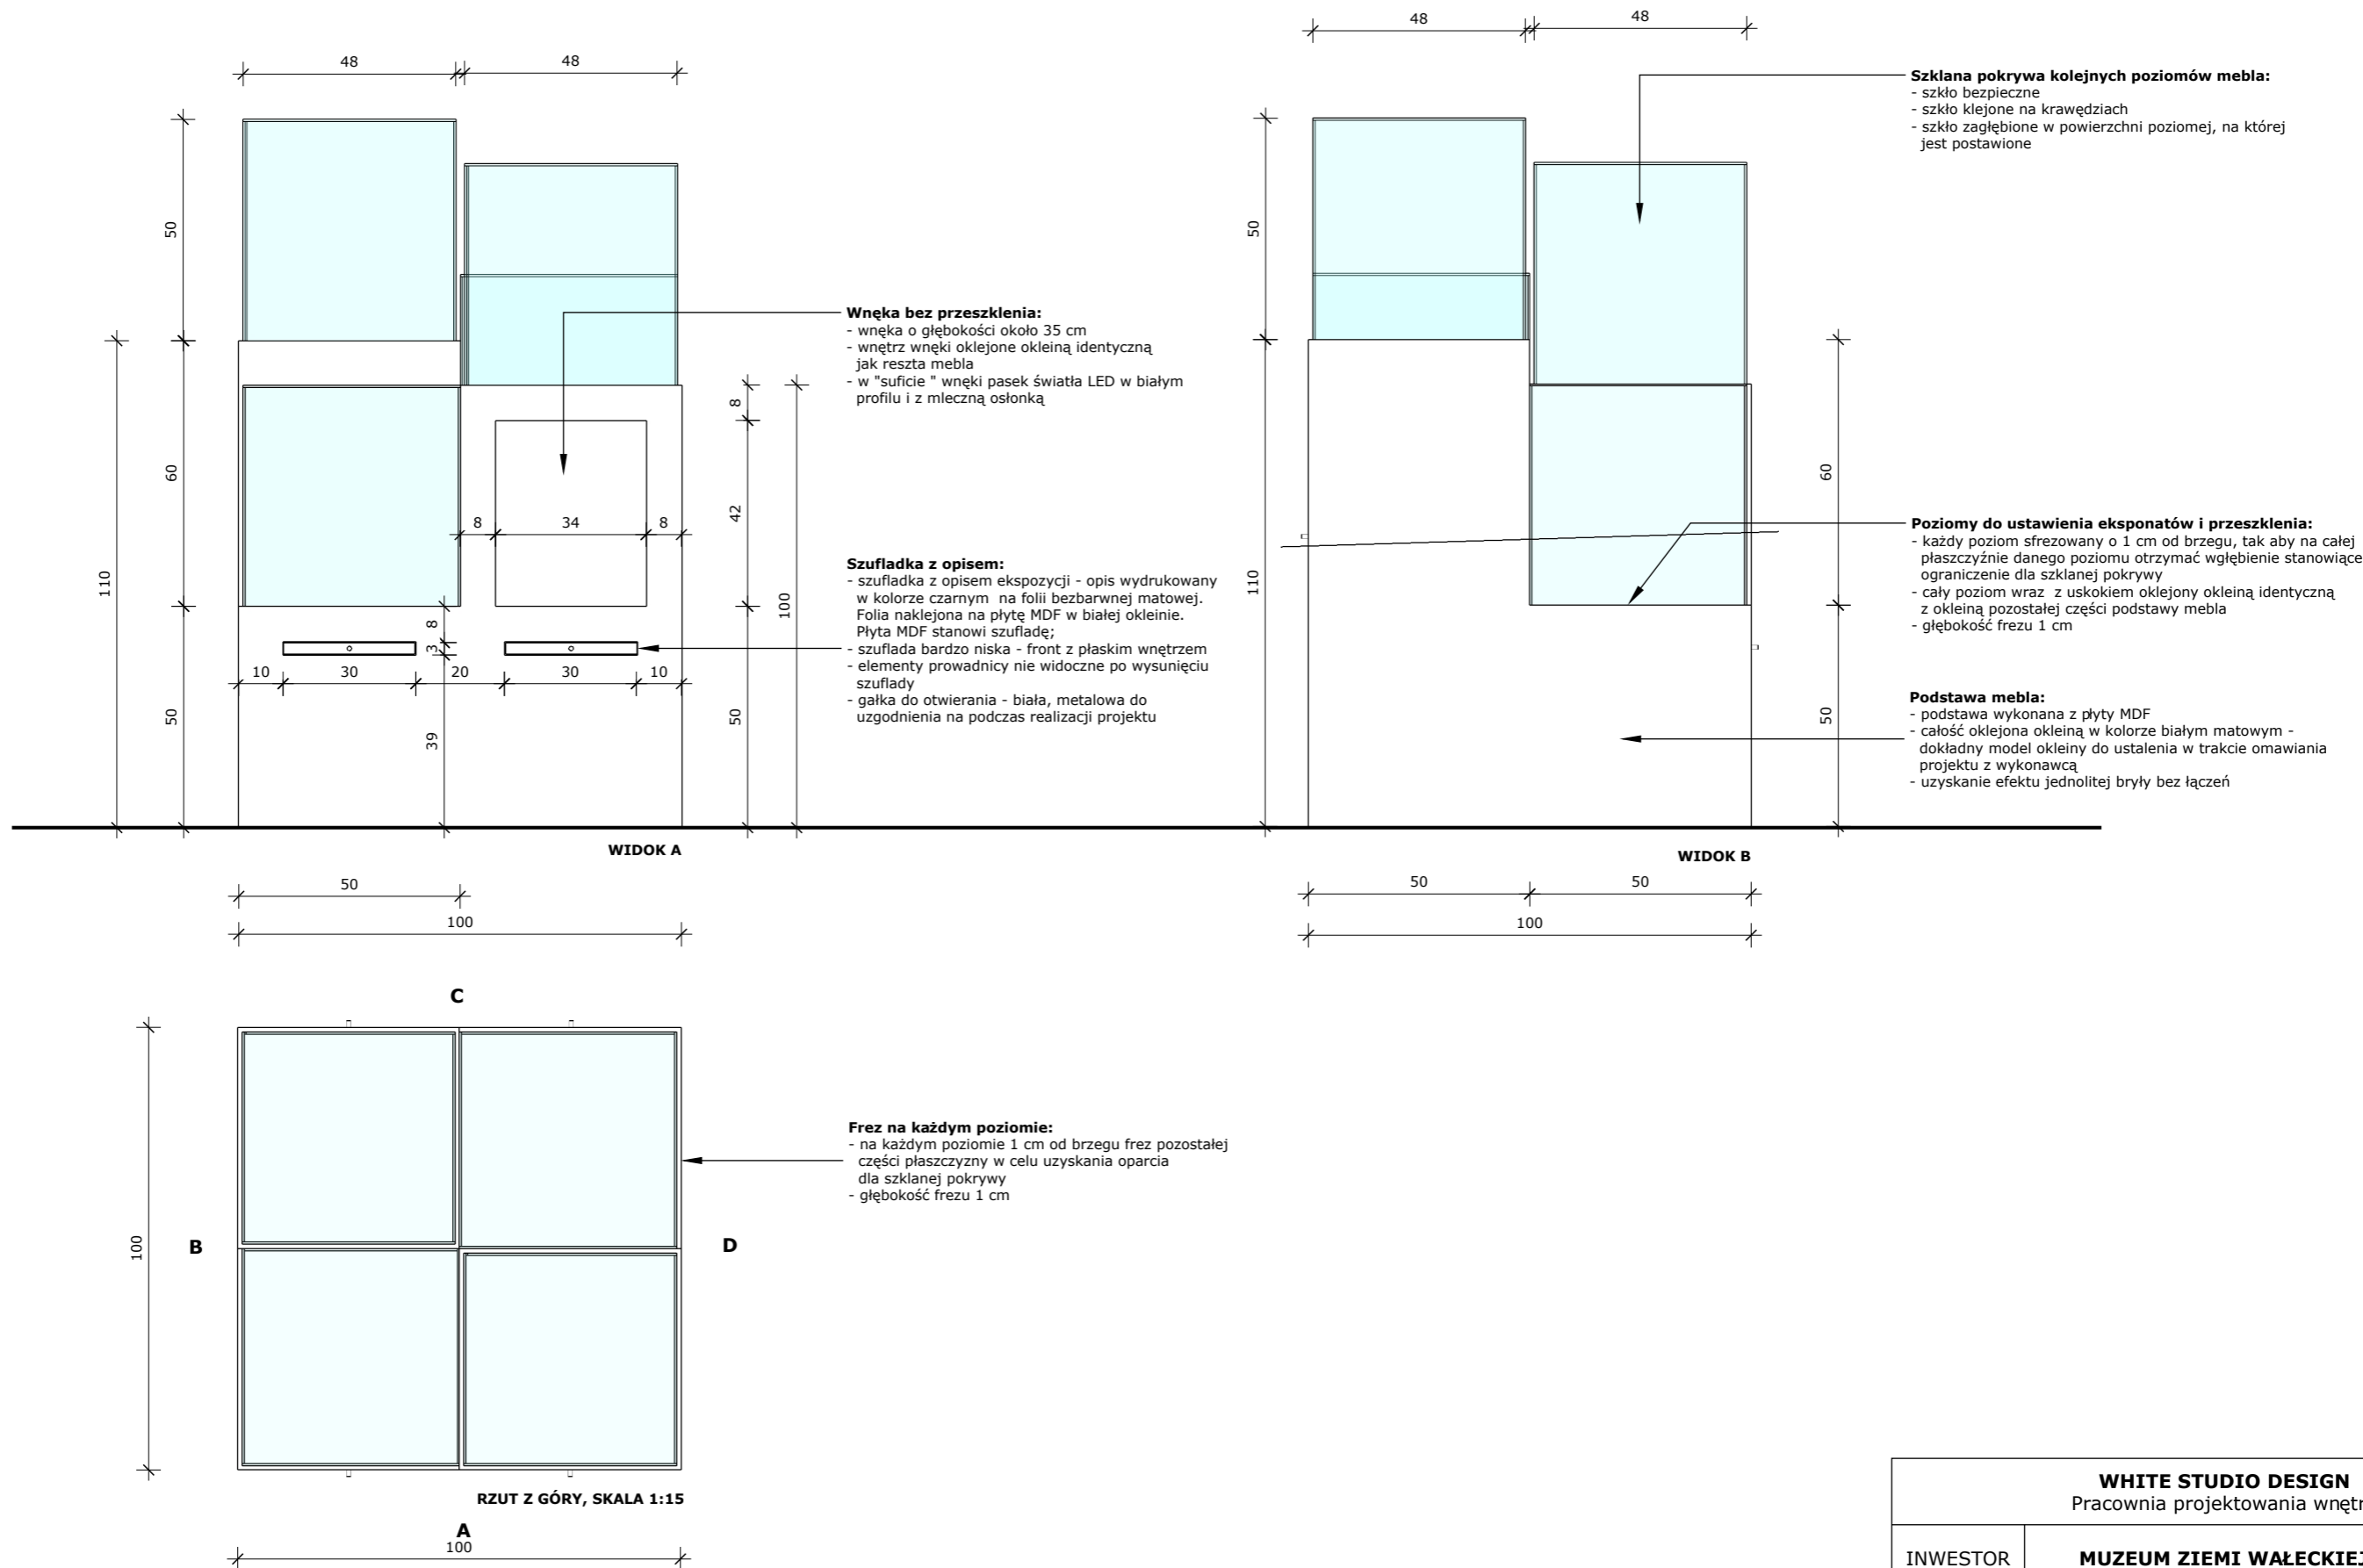 48
48
48
48
50
60
50
110
8
42
50
100
8
34
8
8
3
39
10
30
20
30
10
Wnęka bez przeszklenia:
- wnęka o głębokości około 35 cm
- wnętrz wnęki oklejone okleiną identyczną
jak reszta mebla
- w "suficie " wnęki pasek światła LED w białym
profilu i z mleczną osłonką
Szufladka z opisem:
- szufladka z opisem ekspozycji - opis wydrukowany
w kolorze czarnym na folii bezbarwnej matowej.
Folia naklejona na płytę MDF w białej okleinie.
Płyta MDF stanowi szufladę;
- szuflada bardzo niska - front z płaskim wnętrzem
- elementy prowadnicy nie widoczne po wysunięciu
szuflady
- gałka do otwierania - biała, metalowa do
uzgodnienia na podczas realizacji projektu
WIDOK A
50
100
50
110
60
50
Szklana pokrywa kolejnych poziomów mebla:
- szkło bezpieczne
- szkło klejone na krawędziach
- szkło zagłębione w powierzchni poziomej, na której
jest postawione
Poziomy do ustawienia eksponatów i przeszklenia:
- każdy poziom sfrezowany o 1 cm od brzegu, tak aby na całej
płaszczyźnie danego poziomu otrzymać wgłębienie stanowiące
ograniczenie dla szklanej pokrywy
- cały poziom wraz z uskokiem oklejony okleiną identyczną
z okleiną pozostałej części podstawy mebla
- głębokość frezu 1 cm
Podstawa mebla:
- podstawa wykonana z płyty MDF
- całość oklejona okleiną w kolorze białym matowym -
dokładny model okleiny do ustalenia w trakcie omawiania
projektu z wykonawcą
- uzyskanie efektu jednolitej bryły bez łączeń
WIDOK B
50
50
100
C
100
B
D
Frez na każdym poziomie:
- na każdym poziomie 1 cm od brzegu frez pozostałej
części płaszczyzny w celu uzyskania oparcia
dla szklanej pokrywy
- głębokość frezu 1 cm
RZUT Z GÓRY, SKALA 1:15
A
100
WHITE STUDIO DESIGN
Pracownia projektowania
INWESTOR
MUZEUM ZIEMI WAŁECKIEJ